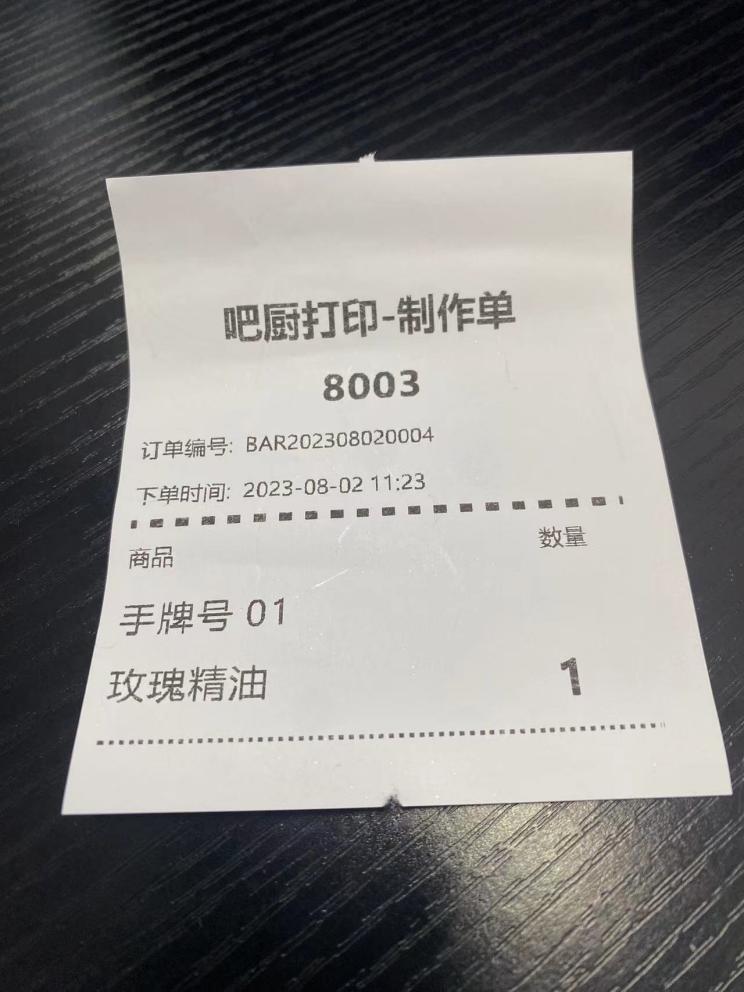 吧厨打印-制作单
8003
订单编号: BAR202308020004
下单时间: 2023-08-02 11:23
商品 数量
手牌号 01
玫瑰精油 1